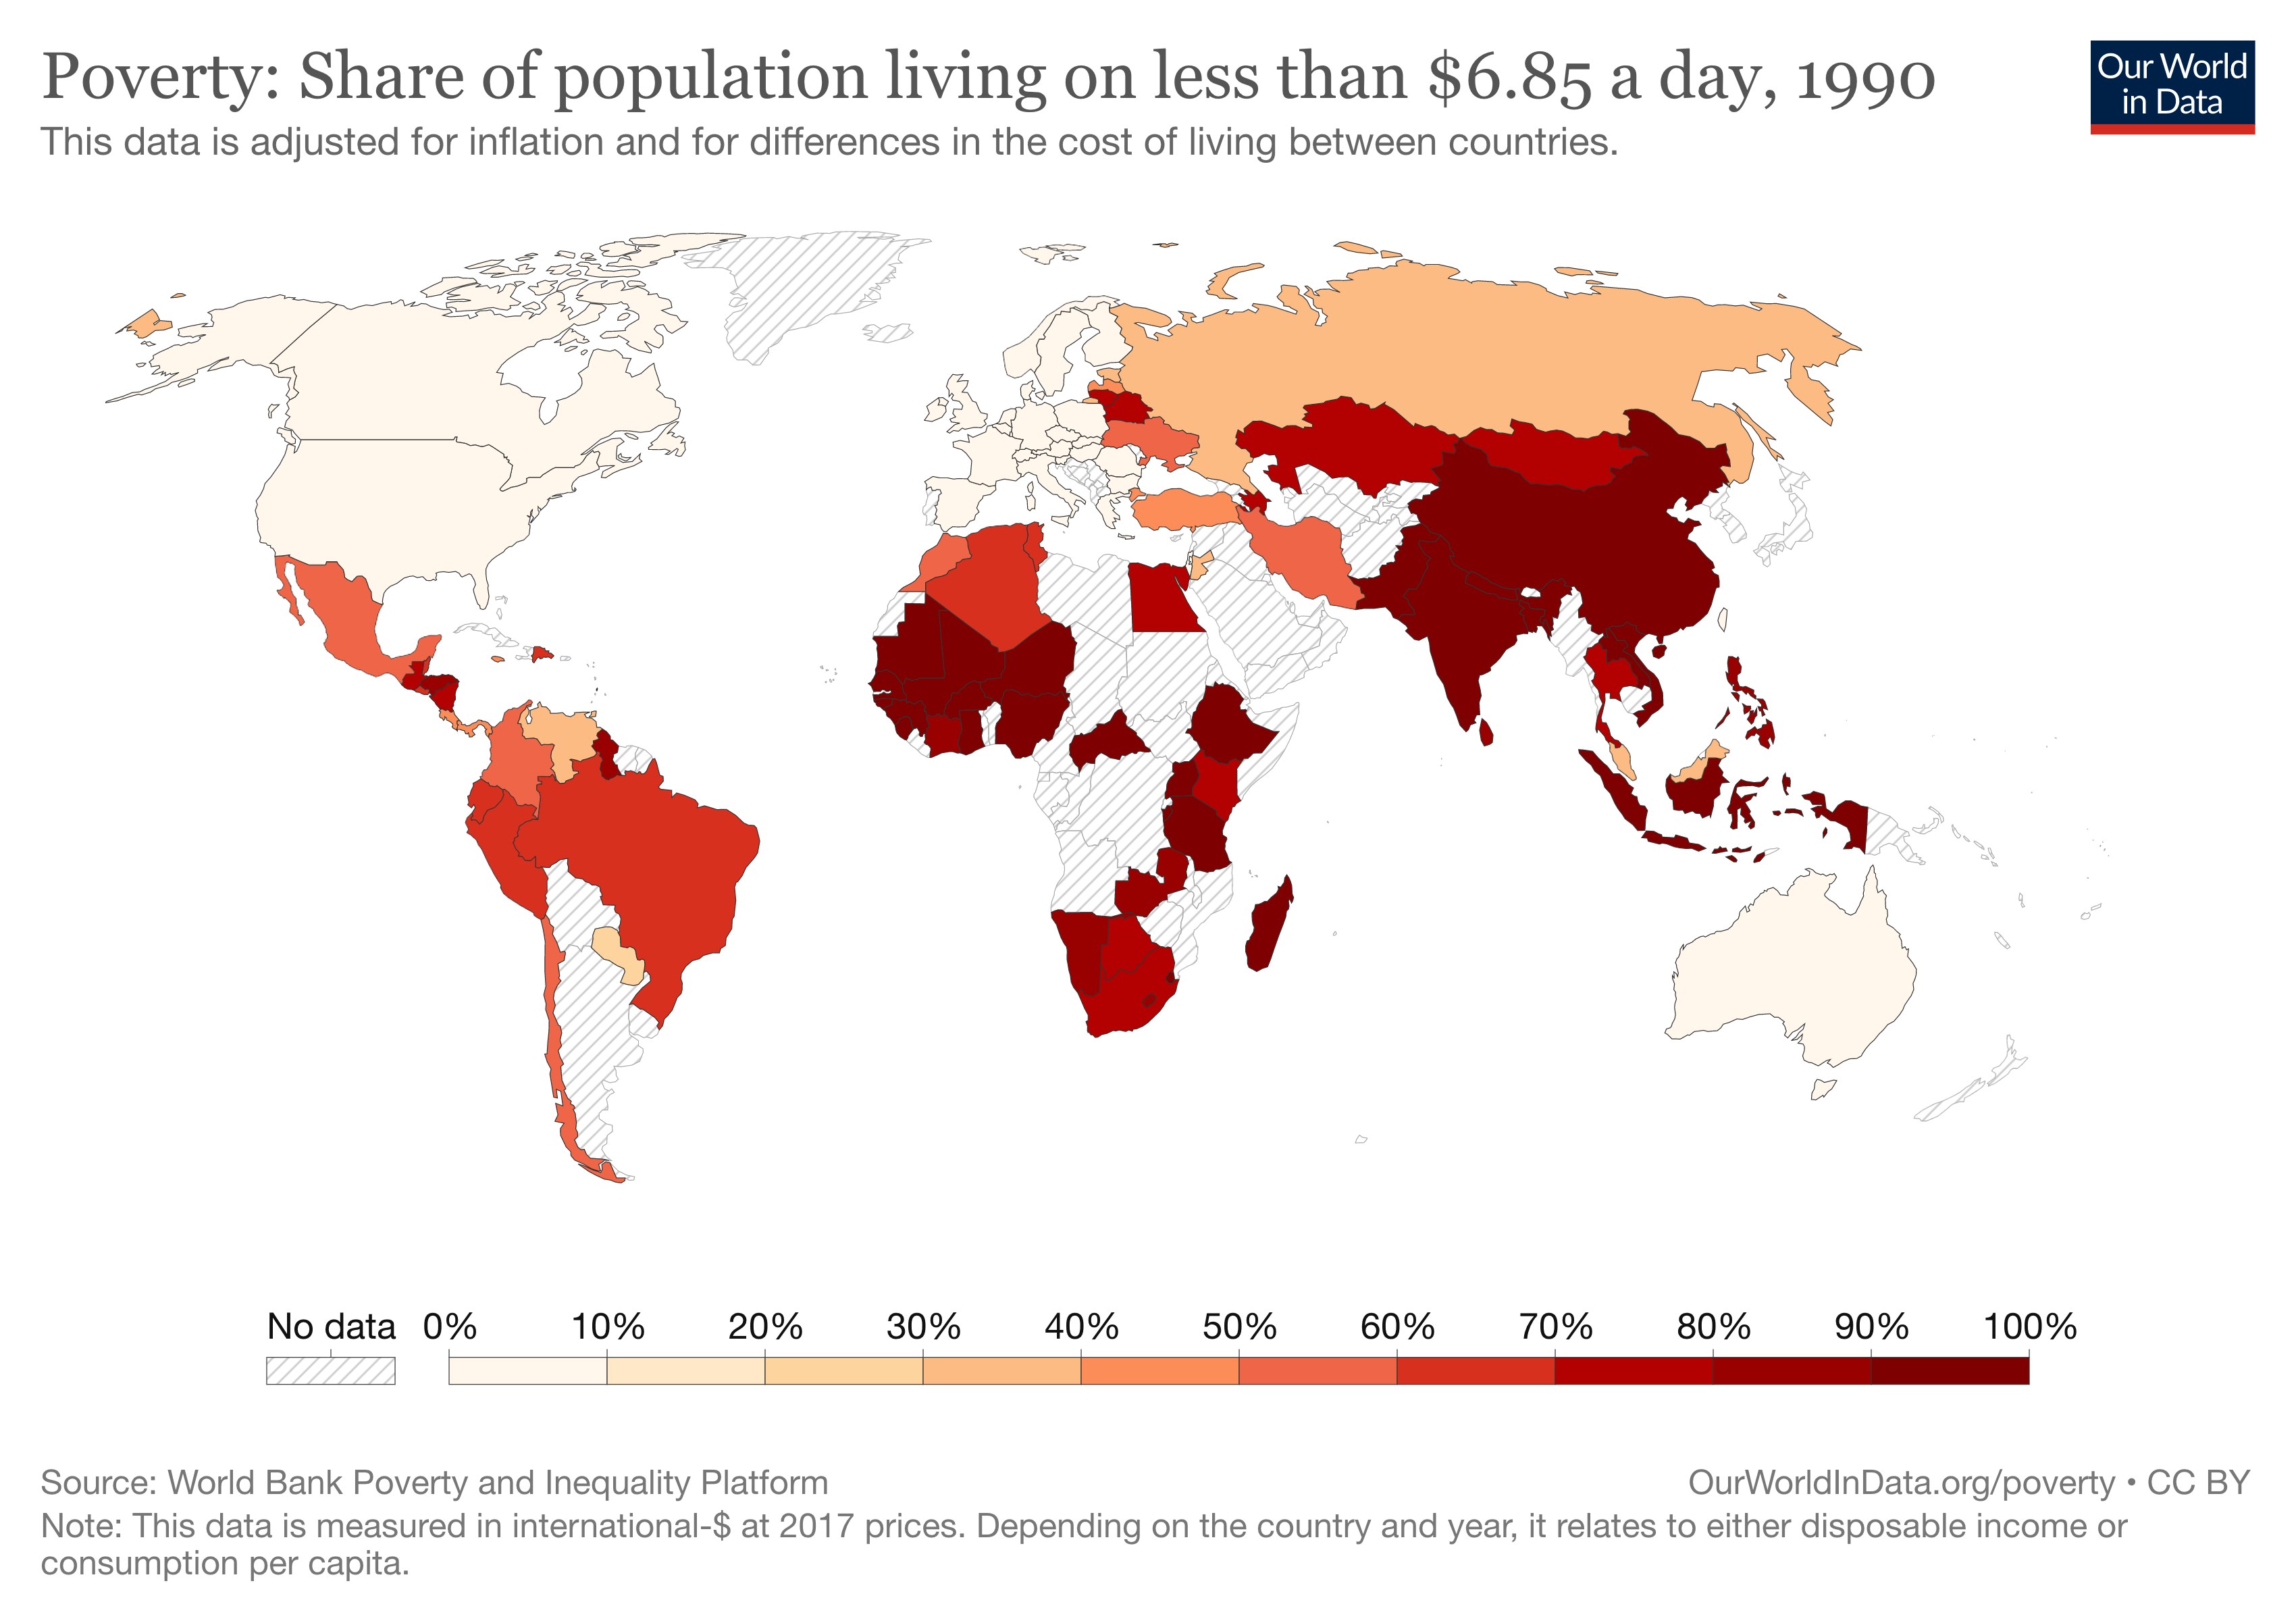 Poverty: Share of population living on less than $6.85 a day, 1990
Our World
in Data
This data is adjusted for inflation and for differences in the cost of living between countries.
No data 0% 10% 20% 30% 40% 50% 60% 70% 80% 90% 100%
Source: World Bank Poverty and Inequality Platform
OurWorldInData.org/poverty • CC BY
Note: This data is measured in international-$ at 2017 prices. Depending on the country and year, it relates to either disposable income or
consumption per capita.